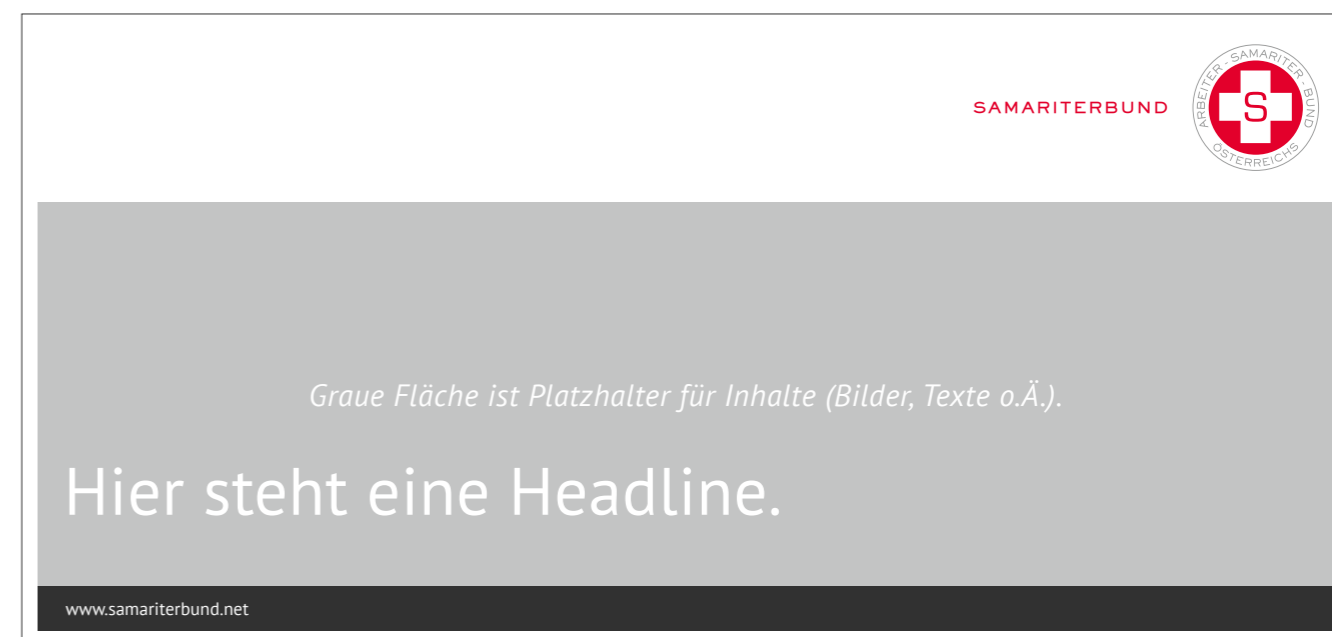 SAMARITERBUND
ARBEITER - SAMARITER - BUND
ÖSTERREICHS
S
Graue Fläche ist Platzhalter für Inhalte (Bilder, Texte o.Ä.).
Hier steht eine Headline.
www.samariterbund.net